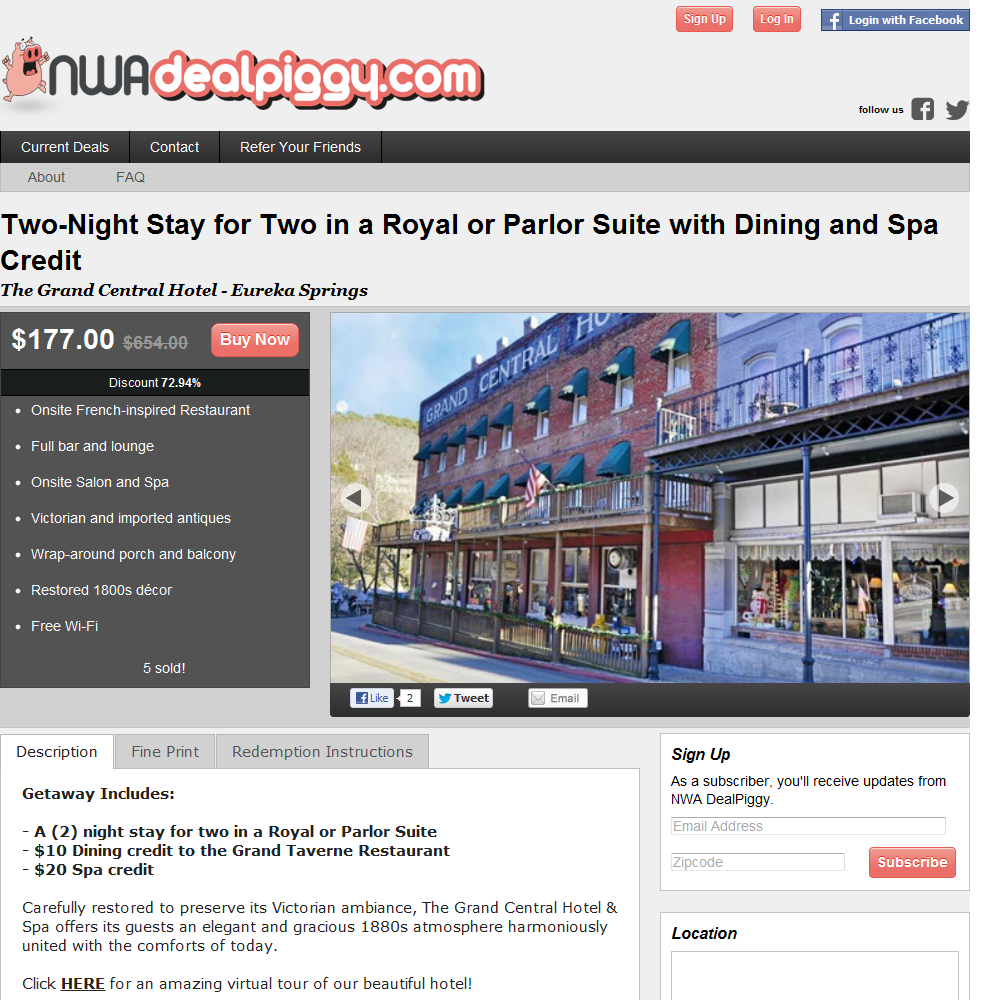 Sign Up
Log In
Login with Facebook
NWAdealpiggy.com
follow us
Current Deals
Contact
Refer Your Friends
About
FAQ
Two-Night Stay for Two in a Royal or Parlor Suite with Dining and Spa
Credit
The Grand Central Hotel - Eureka Springs
$177.00 $654.00
Buy Now
Discount 72.94%
• Onsite French-inspired Restaurant
• Full bar and lounge
• Onsite Salon and Spa
• Victorian and imported antiques
• Wrap-around porch and balcony
• Restored 1800s décor
• Free Wi-Fi
5 sold!
GRAND CENTRAL HO
Like
2
Tweet
Email
Description
Fine Print
Redemption Instructions
Getaway Includes:
- A (2) night stay for two in a Royal or Parlor Suite
- $10 Dining credit to the Grand Taverne Restaurant
- $20 Spa credit
Carefully restored to preserve its Victorian ambiance, The Grand Central Hotel &
Spa offers its guests an elegant and gracious 1880s atmosphere harmoniously
united with the comforts of today.
Click HERE for an amazing virtual tour of our beautiful hotel!
Sign Up
As a subscriber, you'll receive updates from
NWA DealPiggy.
Email Address
Zipcode
Subscribe
Location